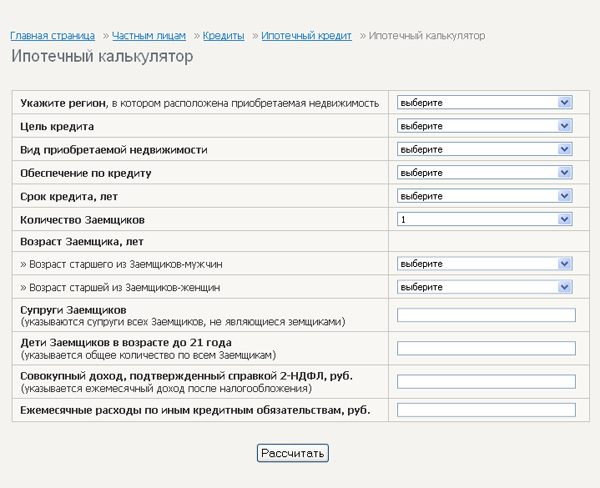 Главная страница » Частным лицам » Кредиты » Ипотечный кредит » Ипотечный калькулятор
Ипотечный калькулятор
Укажите регион, в котором расположена приобретаемая недвижимость выберите
Цель кредита выберите
Вид приобретаемой недвижимости выберите
Обеспечение по кредиту выберите
Срок кредита, лет выберите
Количество Заемщиков 1
Возраст Заемщика, лет
» Возраст старшего из Заемщиков-мужчин выберите
» Возраст старшей из Заемщиков-женщин выберите
Супруги Заемщиков
(указываются супруги всех Заемщиков, не являющиеся земщиками)
Дети Заемщиков в возрасте до 21 года
(указывается общее количество по всем Заемщикам)
Совокупный доход, подтвержденный справкой 2-НДФЛ, руб.
(указывается ежемесячный доход после налогообложения)
Ежемесячные расходы по иным кредитным обязательствам, руб.
Рассчитать